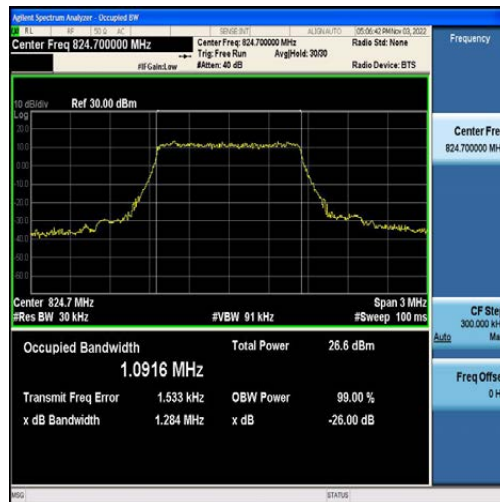 Agilent Spectrum Analyzer - Occupied BW
RL RF 50 Ω AC SENSE:INT ALIGN AUTO 05:06:42 PM Nov 03, 2022
Center Freq 824.700000 MHz
Center Freq: 824.700000 MHz
Radio Std: None
Trig: Free Run Avg|Hold: 30/30
#IFGain:Low
#Atten: 40 dB
Radio Device: BTS
Frequency
10 dB/div Ref 30.00 dBm
Log
20.0
10.0
0.00
-10.0
-20.0
-30.0
-40.0
-50.0
-60.0
Center 824.7 MHz
Span 3 MHz
#Res BW 30 kHz
#VBW 91 kHz
#Sweep 100 ms
Occupied Bandwidth
1.0916 MHz
Total Power 26.6 dBm
Transmit Freq Error 1.533 kHz
OBW Power 99.00 %
x dB Bandwidth 1.284 MHz
x dB -26.00 dB
Center Fre
824.700000 MH
CF Ste
300.000 kH
Auto Ma
Freq Offse
0 H
MSG
STATUS